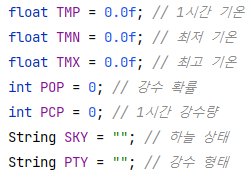 float TMP = 0.0f; // 1시간 기온
float TMN = 0.0f; // 최저 기온
float TMX = 0.0f; // 최고 기온
int POP = 0; // 강수 확률
int PCP = 0; // 1시간 강수량
String SKY = ""; // 하늘 상태
String PTY = ""; // 강수 형태